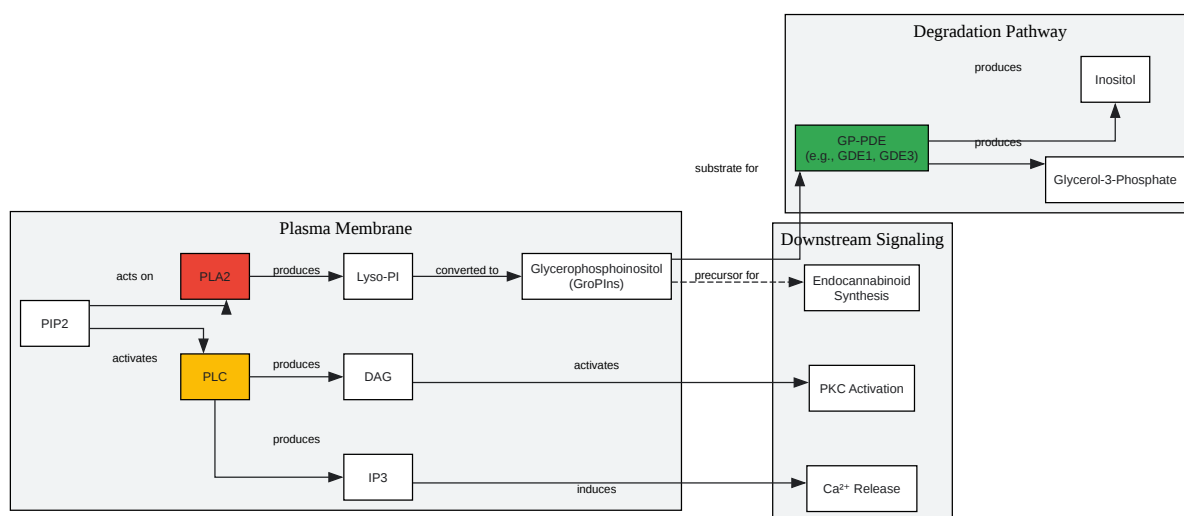 Degradation Pathway
produces
Inositol
GP-PDE
(e.g., GDE1, GDE3)
produces
Glycerol-3-Phosphate
substrate for
Plasma Membrane
Downstream Signaling
acts on
PLA2
produces
Lyso-PI
converted to
Glycerophosphoinositol
(GroPIns)
precursor for
Endocannabinoid
Synthesis
PIP2
activates
PLC
produces
DAG
activates
PKC Activation
produces
IP3
induces
Ca²⁺ Release